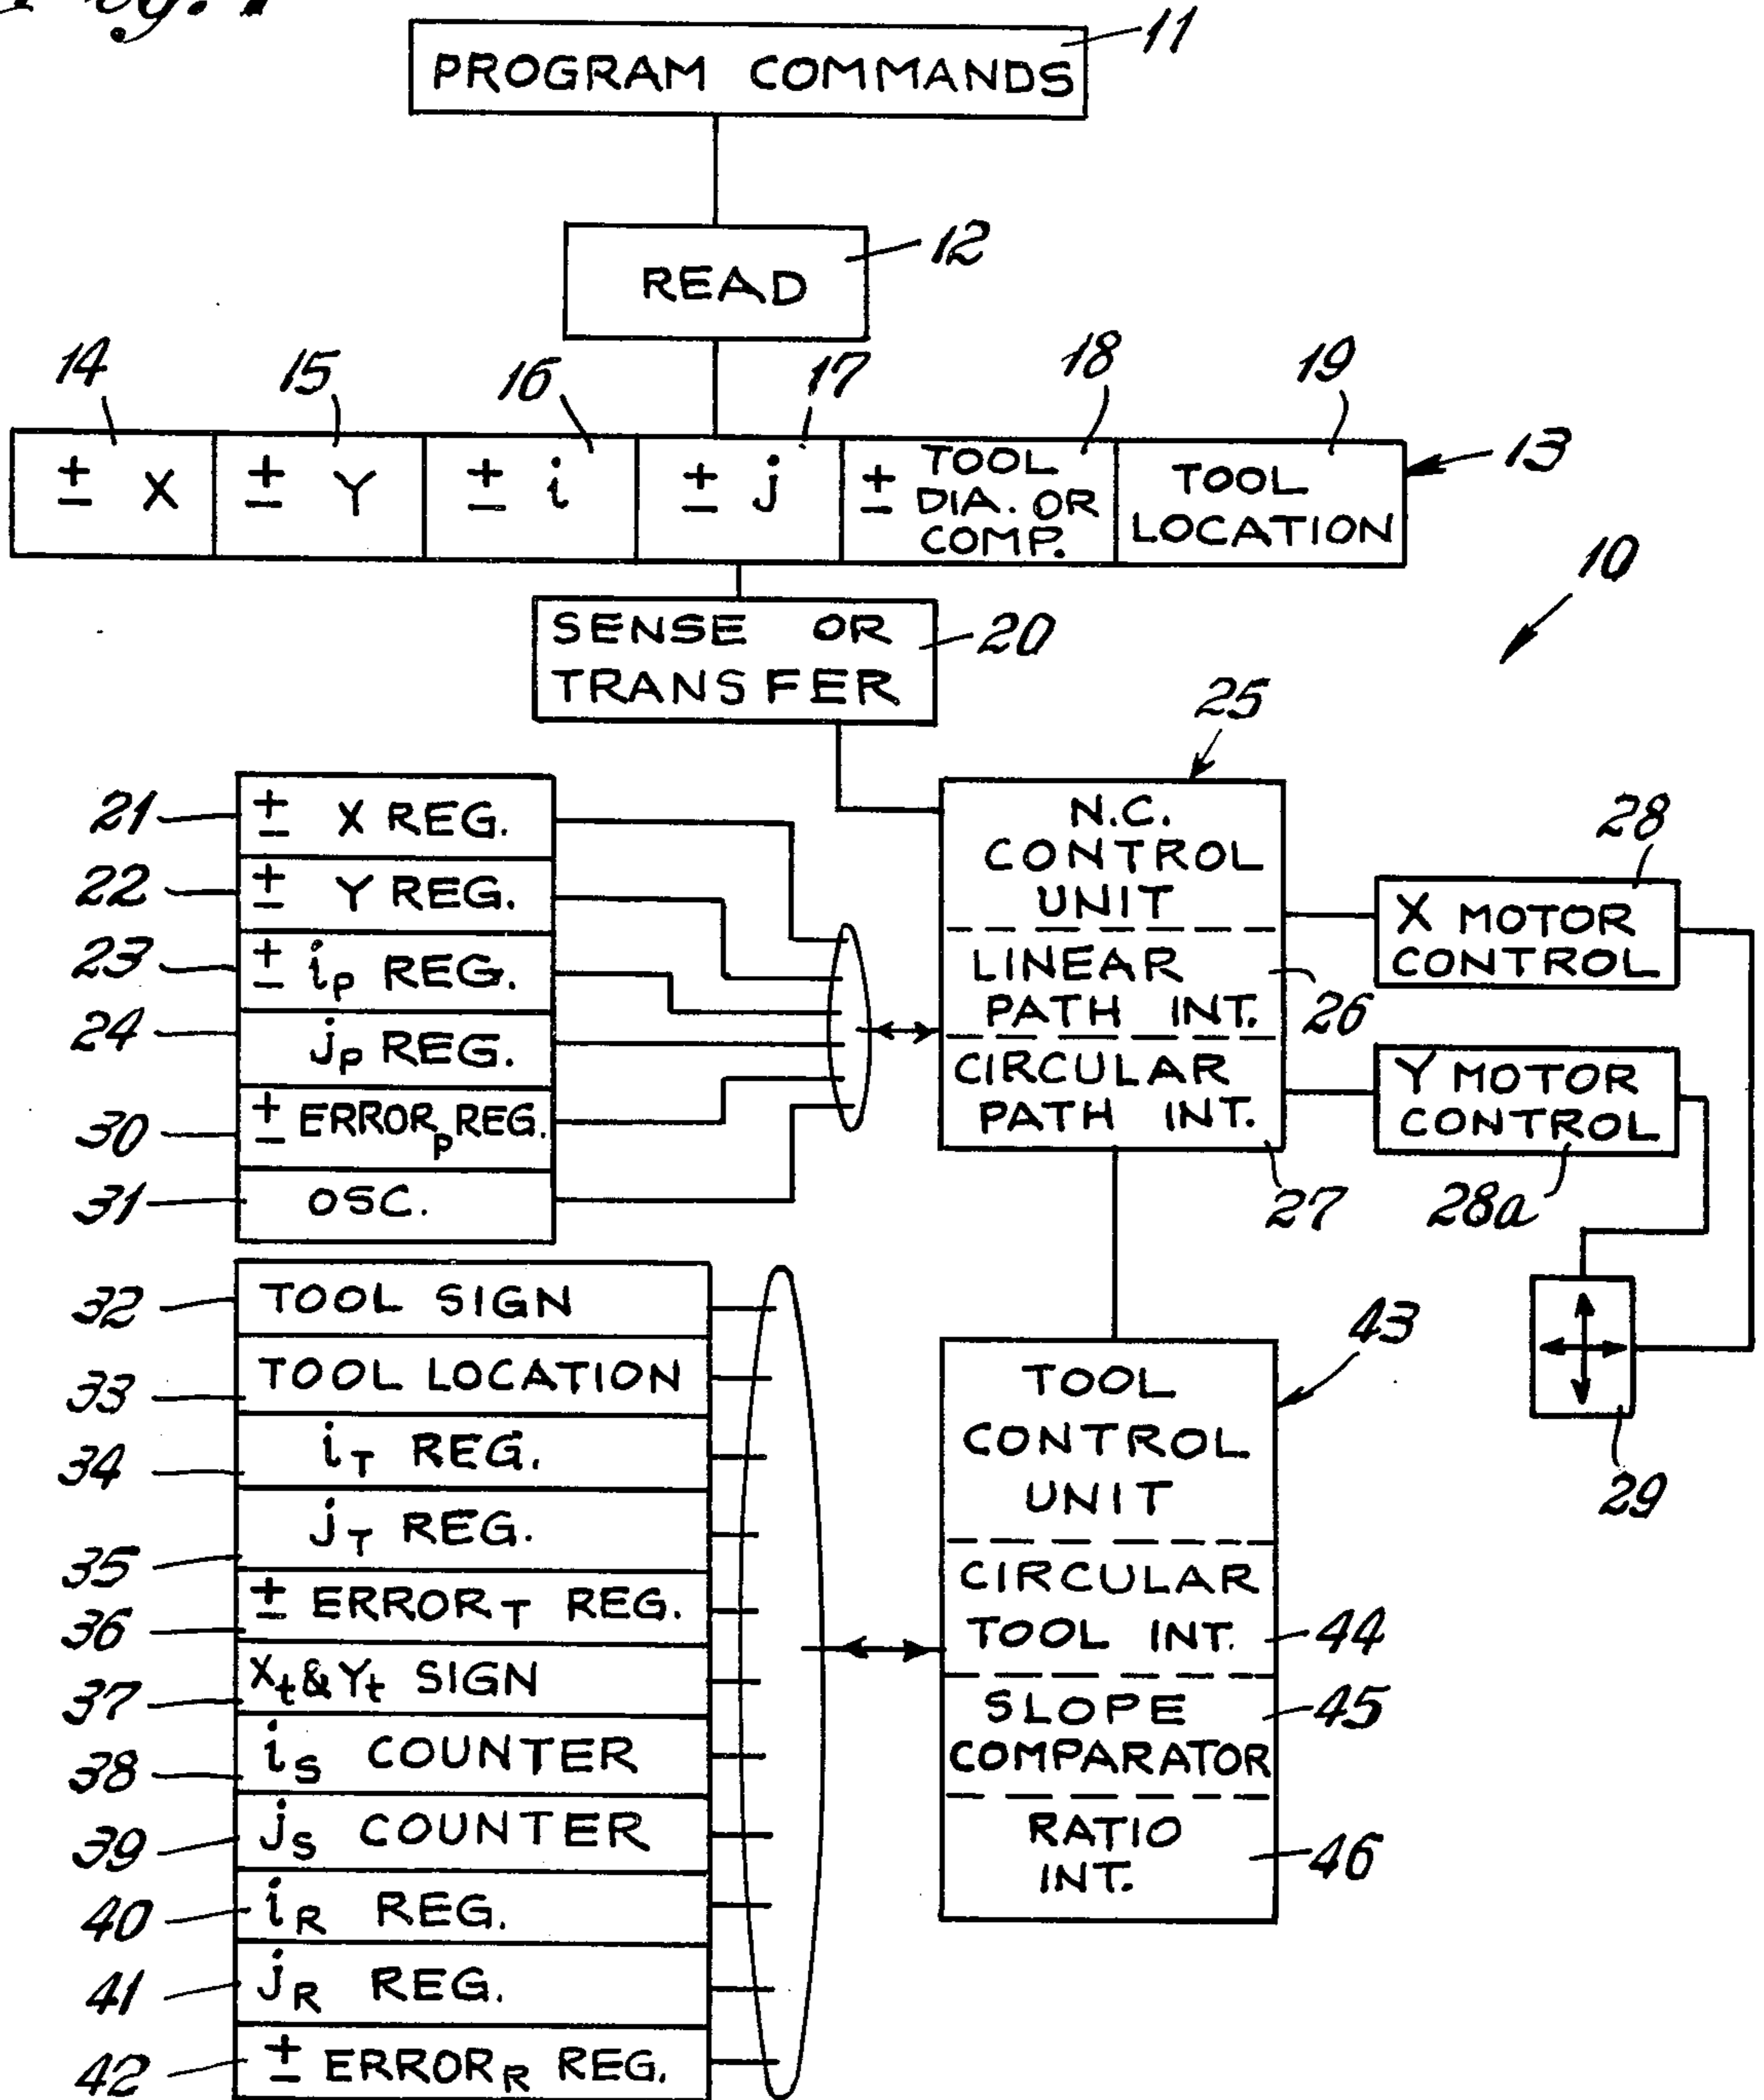 Fig. 1
PROGRAM COMMANDS
11
READ
12
14
15
16
17
18
19
± X
± Y
± i
± j
± TOOL
DIA. OR
COMP.
TOOL
LOCATION
13
10
SENSE OR
TRANSFER
20
25
21
± X REG.
22
± Y REG.
23
± iP REG.
24
jP REG.
30
± ERRORP REG.
31
OSC.
N.C.
CONTROL
UNIT
LINEAR
PATH INT.
26
CIRCULAR
PATH INT.
27
28
X MOTOR
CONTROL
Y MOTOR
CONTROL
28a
29
32
TOOL SIGN
33
TOOL LOCATION
34
iT REG.
35
jT REG.
36
± ERRORT REG.
37
Xt & Yt SIGN
38
iS COUNTER
39
jS COUNTER
40
iR REG.
41
jR REG.
42
± ERRORR REG.
43
TOOL
CONTROL
UNIT
CIRCULAR
TOOL INT.
44
SLOPE
COMPARATOR
45
RATIO
INT.
46